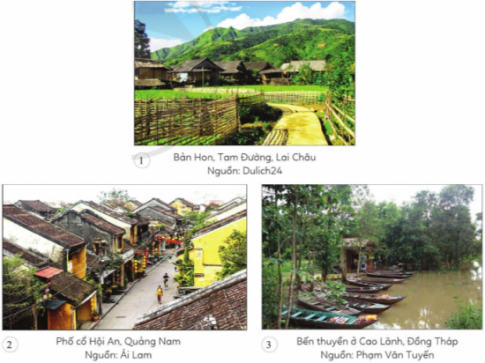 1
Bản Hon, Tam Đường, Lai Châu
Nguồn: Dulich24
2
Phố cổ Hội An, Quảng Nam
Nguồn: Ái Lam
3
Bến thuyền ở Cao Lãnh, Đồng Tháp
Nguồn: Phạm Văn Tuyến